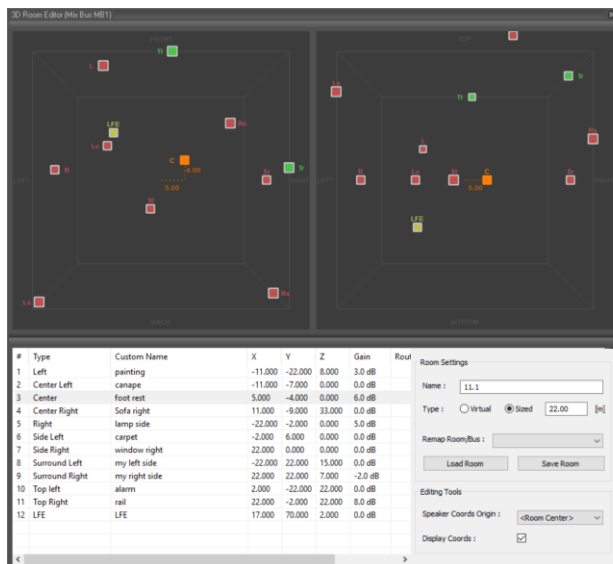 3D Room Editor (Mix Bus MB1)
FRONT
TOP
Tl
L
Tr
Ls
Tl
LFE
Rs
Rs
Lc
L
C
4.00
R
Sr
Tr
LEFT
RIGHT
LEFT
R
Lc
Sl
C
Sr
RIGHT
5.00
5.00
Sl
LFE
Rs
Ls
BACK
BOTTOM
# Type Custom Name X Y Z Gain Rout
1 Left painting -11.000 -22.000 8.000 3.0 dB
2 Center Left canape -11.000 -7.000 0.000 0.0 dB
3 Center foot rest 5.000 -4.000 0.000 6.0 dB
4 Center Right Sofa right 11.000 -9.000 33.000 0.0 dB
5 Right lamp side -22.000 -2.000 0.000 5.0 dB
6 Side Left carpet -2.000 6.000 0.000 0.0 dB
7 Side Right window right 22.000 0.000 0.000 0.0 dB
8 Surround Left my left side -22.000 22.000 15.000 0.0 dB
9 Surround Right my right side 22.000 22.000 7.000 -2.0 dB
10 Top left alarm 2.000 -22.000 22.000 0.0 dB
11 Top Right rail 22.000 -2.000 22.000 8.0 dB
12 LFE LFE 17.000 70.000 2.000 0.0 dB
Room Settings
Name : 11.1
Type : Virtual Sized 22.00 [m]
Remap Room/Bus :
Load Room Save Room
Editing Tools
Speaker Coords Origin : <Room Center>
Display Coords :